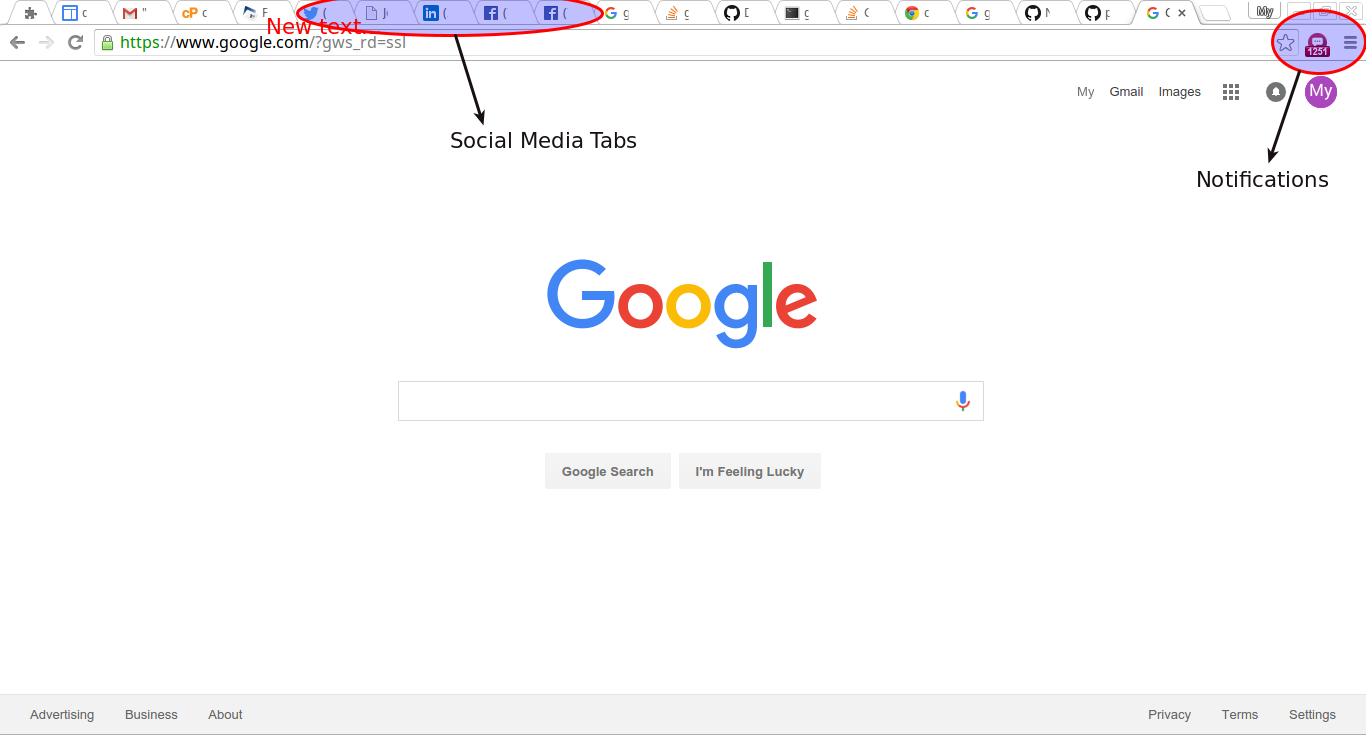 c " c F ( J ( ( ( g g D g C c g N p G My
New text.
https://www.google.com/?gws_rd=ssl 1251
My Gmail Images My
Social Media Tabs
Notifications
Google
Google Search I'm Feeling Lucky
Advertising Business About Privacy Terms Settings